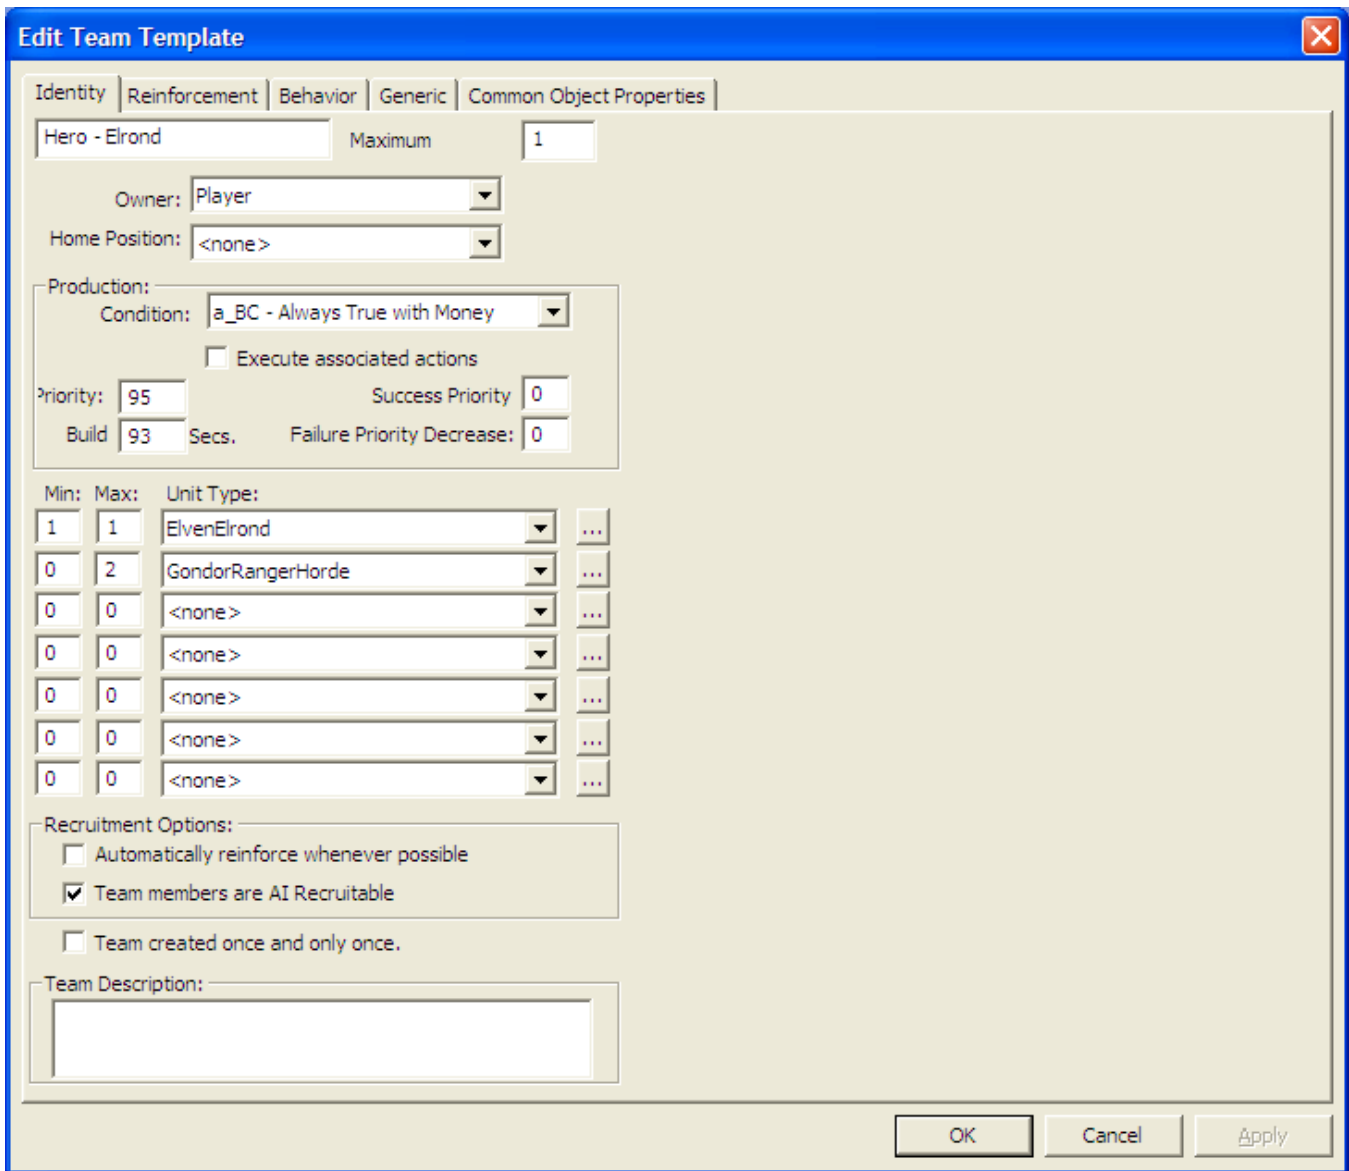 Edit Team Template
Identity Reinforcement Behavior Generic Common Object Properties
Hero - Elrond Maximum 1
Owner: Player
Home Position: <none>
Production:
Condition: a_BC - Always True with Money
Execute associated actions
Priority: 95 Success Priority 0
Build 93 Secs. Failure Priority Decrease: 0
Min: Max: Unit Type:
1 1 ElvenElrond ...
0 2 GondorRangerHorde ...
0 0 <none> ...
0 0 <none> ...
0 0 <none> ...
0 0 <none> ...
0 0 <none> ...
Recruitment Options:
Automatically reinforce whenever possible
Team members are AI Recruitable
Team created once and only once.
Team Description:
OK Cancel Apply